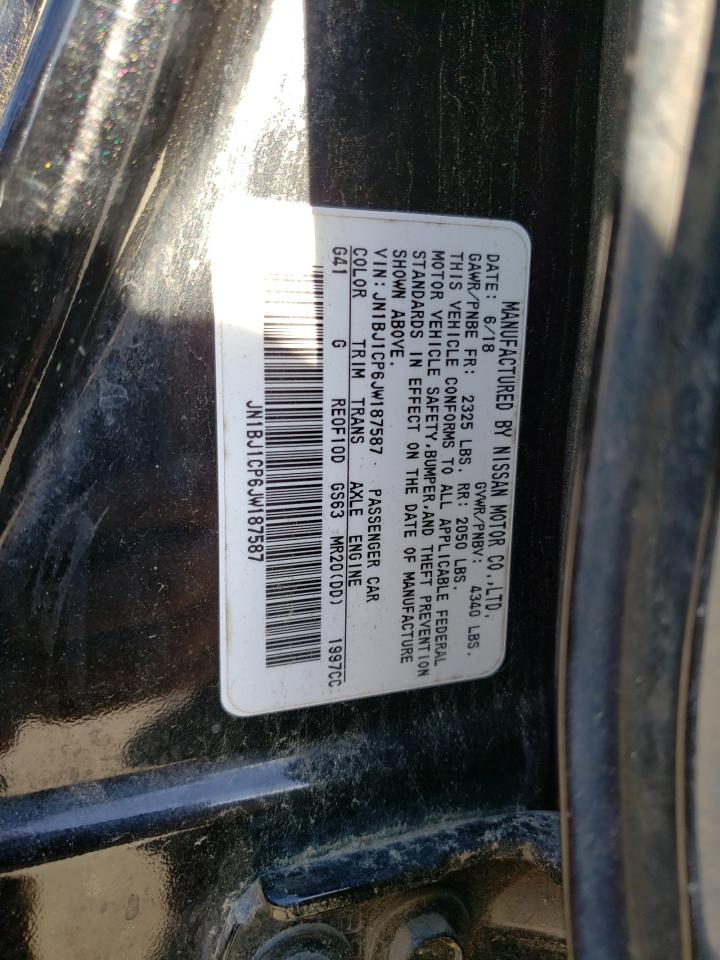 MANUFACTURED BY NISSAN MOTOR CO.,LTD.
DATE: 6/18 GVWR/PNBV: 4340 LBS.
GAWR/PNBE FR: 2325 LBS. RR: 2050 LBS.
THIS VEHICLE CONFORMS TO ALL APPLICABLE FEDERAL
MOTOR VEHICLE SAFETY,BUMPER,AND THEFT PREVENTION
STANDARDS IN EFFECT ON THE DATE OF MANUFACTURE
SHOWN ABOVE.
VIN:JN1BJ1CP6JW187587 PASSENGER CAR
COLOR TRIM TRANS AXLE ENGINE
G41 G RE0F10D GS63 MR20(DD) 1997CC
JN1BJ1CP6JW187587